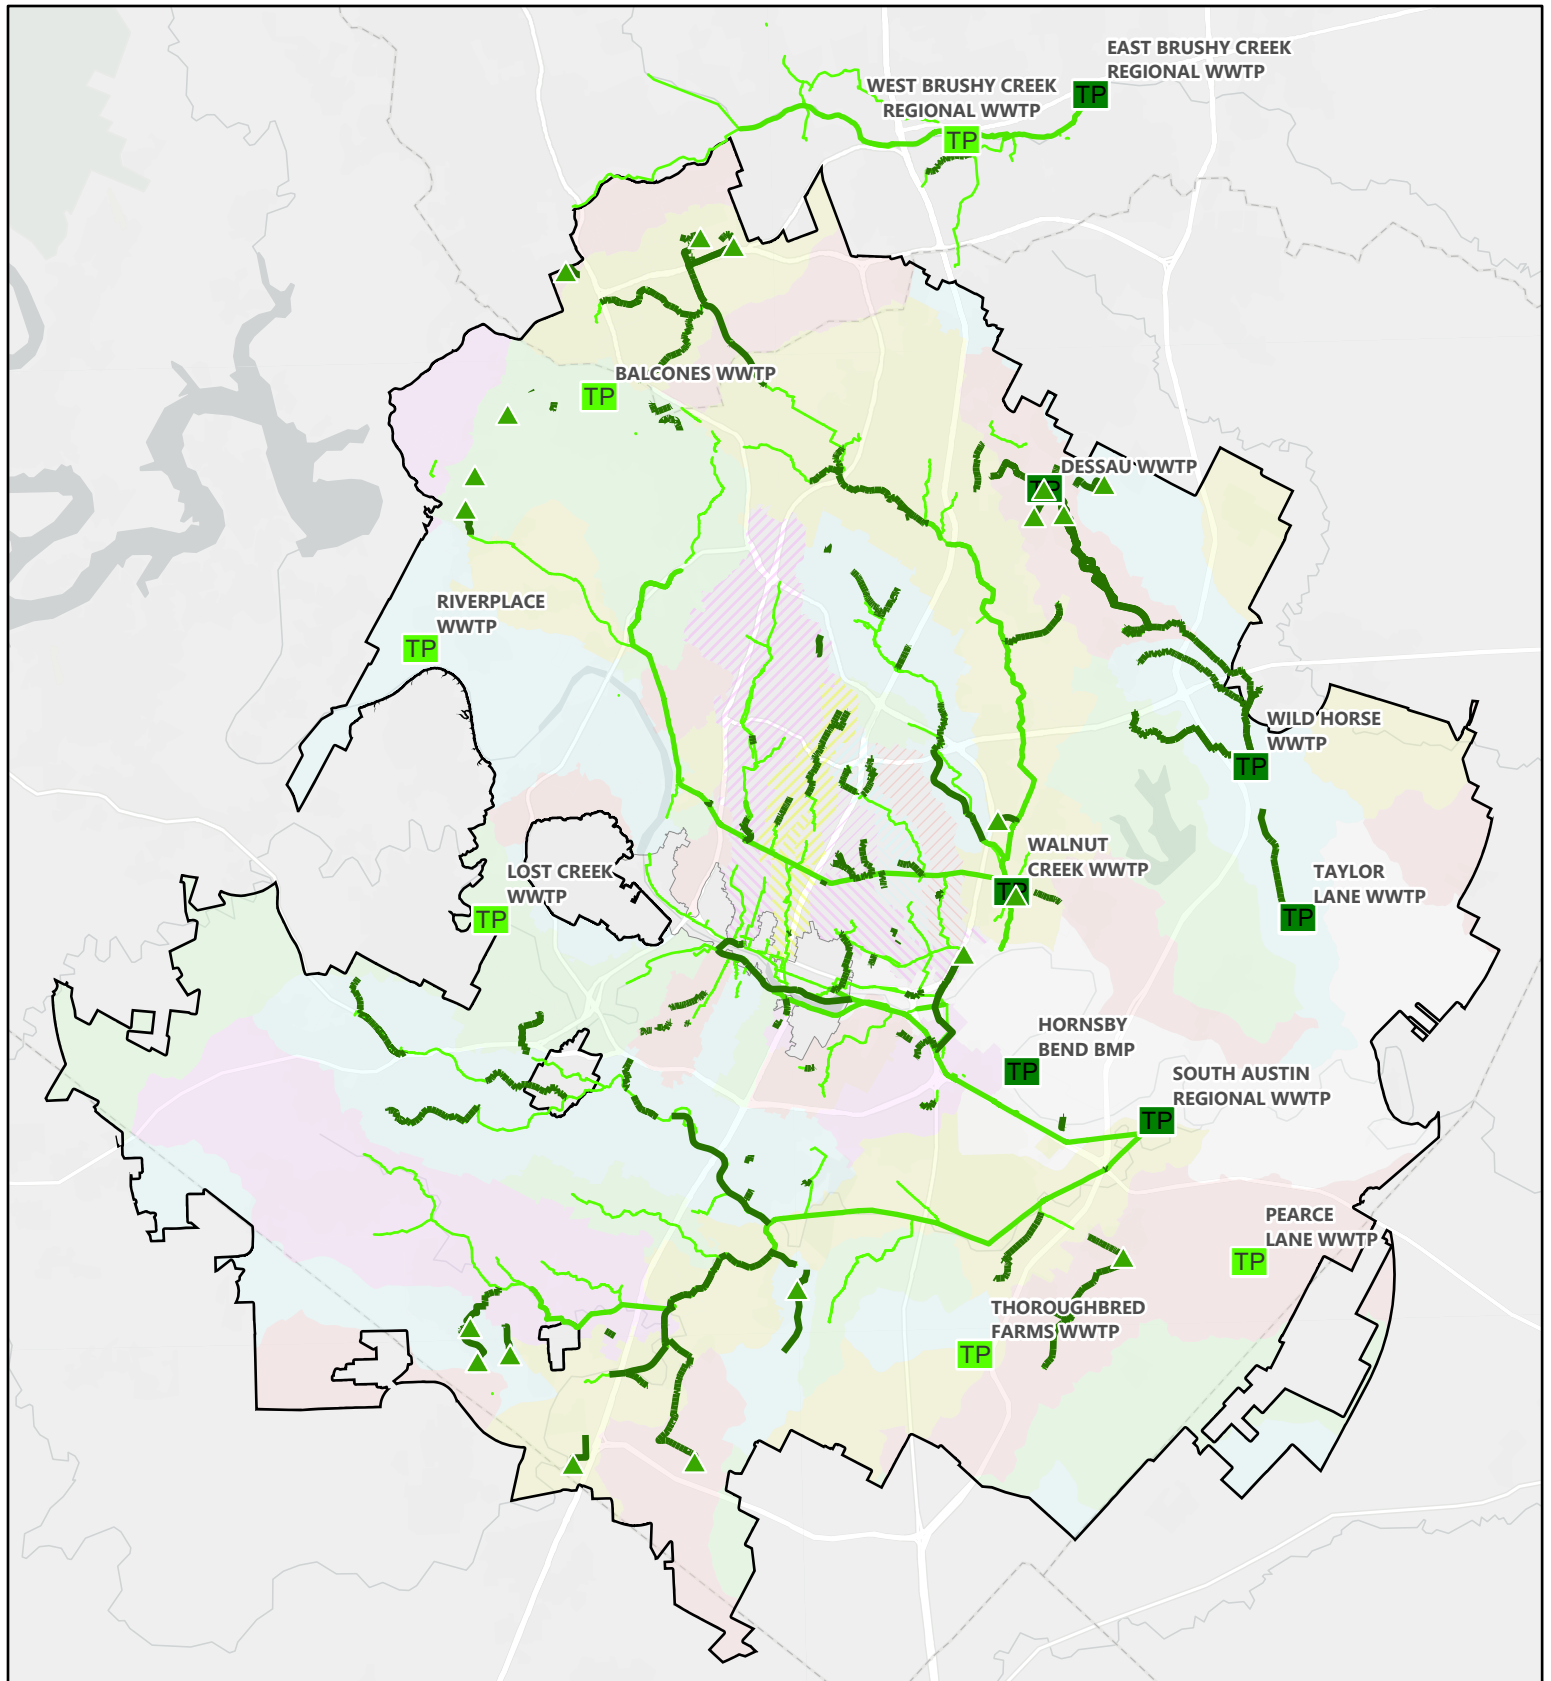 EAST BRUSHY CREEK
REGIONAL WWTP
TP
WEST BRUSHY CREEK
REGIONAL WWTP
TP
BALCONES WWTP
TP
DESSAU WWTP
TP
RIVERPLACE
WWTP
TP
WILD HORSE
WWTP
TP
WALNUT
CREEK WWTP
TP
TAYLOR
LANE WWTP
TP
LOST CREEK
WWTP
TP
HORNSBY
BEND BMP
TP
SOUTH AUSTIN
REGIONAL WWTP
TP
PEARCE
LANE WWTP
TP
THOROUGHBRED
FARMS WWTP
TP